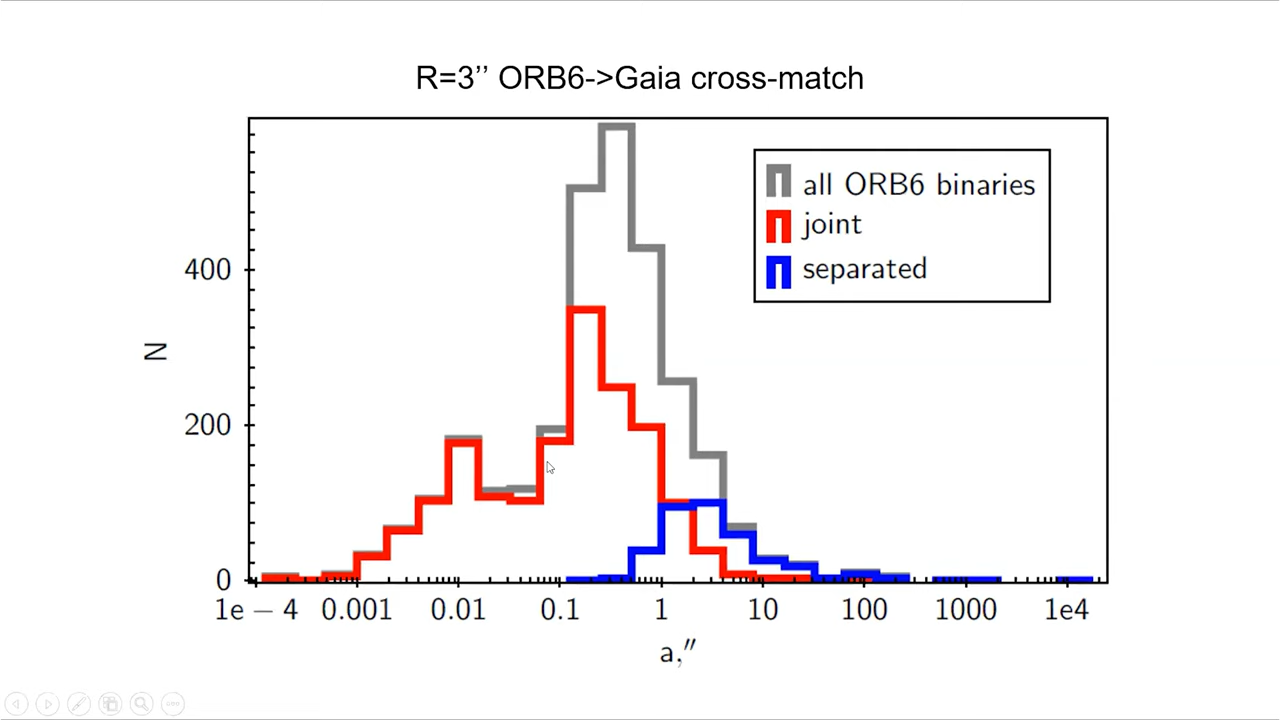 R=3’’ ORB6->Gaia cross-match
all ORB6 binaries
joint
separated
400
200
0
N
1e − 4 0.001 0.01 0.1 1 10 100 1000 1e4
a,″